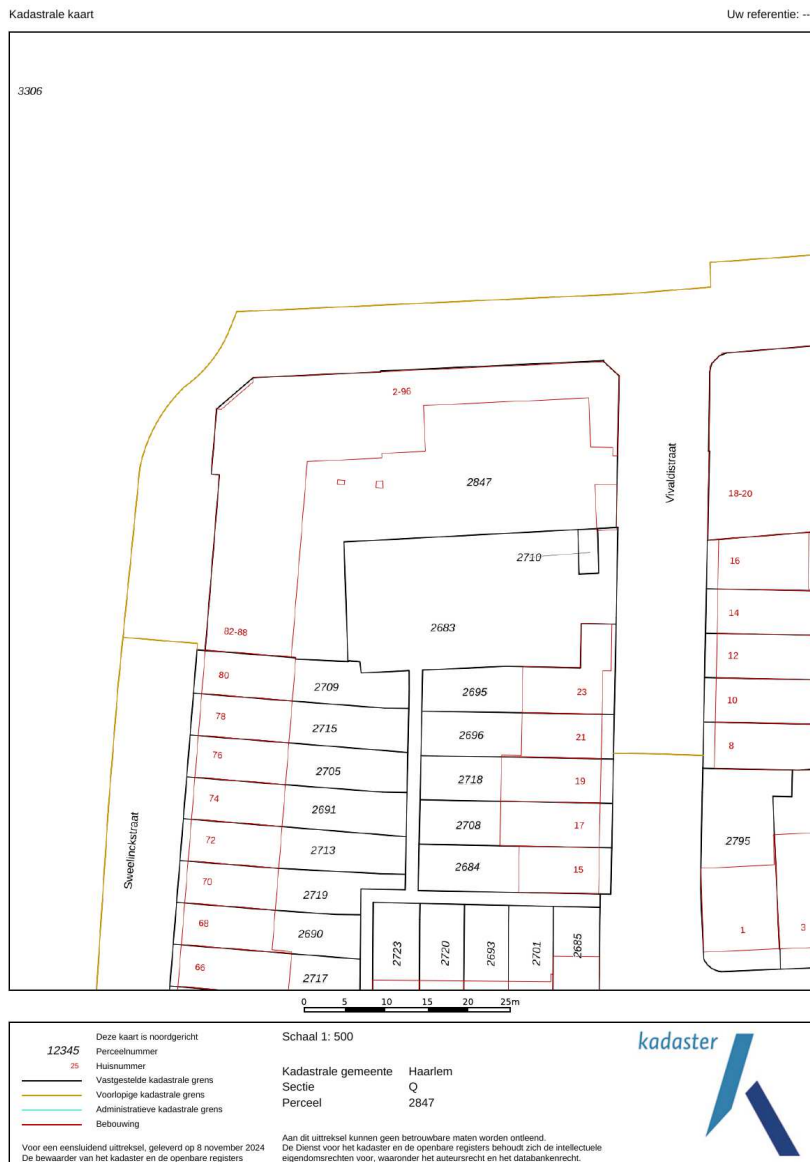 Kadastrale kaart
Uw referentie: --
3306
2-96
2847
Vivaldistraat
18-20
2710
16
2683
14
82-88
12
80
2709
2695
23
10
78
2715
2696
21
8
76
2705
2718
19
74
2691
2708
17
Sweelinckstraat
72
2713
2684
15
2795
70
2719
68
2690
2723
2720
2693
2701
2685
1
3
66
2717
0 5 10 15 20 25m
Deze kaart is noordgericht
12345 Perceelnummer
25 Huisnummer
Vastgestelde kadastrale grens
Voorlopige kadastrale grens
Administratieve kadastrale grens
Bebouwing
Voor een eensluidend uittreksel, geleverd op 8 november 2024
De bewaarder van het kadaster en de openbare registers
Schaal 1: 500
Kadastrale gemeente Haarlem
Sectie Q
Perceel 2847
Aan dit uittreksel kunnen geen betrouwbare maten worden ontleend.
De Dienst voor het kadaster en de openbare registers behoudt zich de intellectuele
eigendomsrechten voor, waaronder het auteursrecht en het databankenrecht.
kadaster